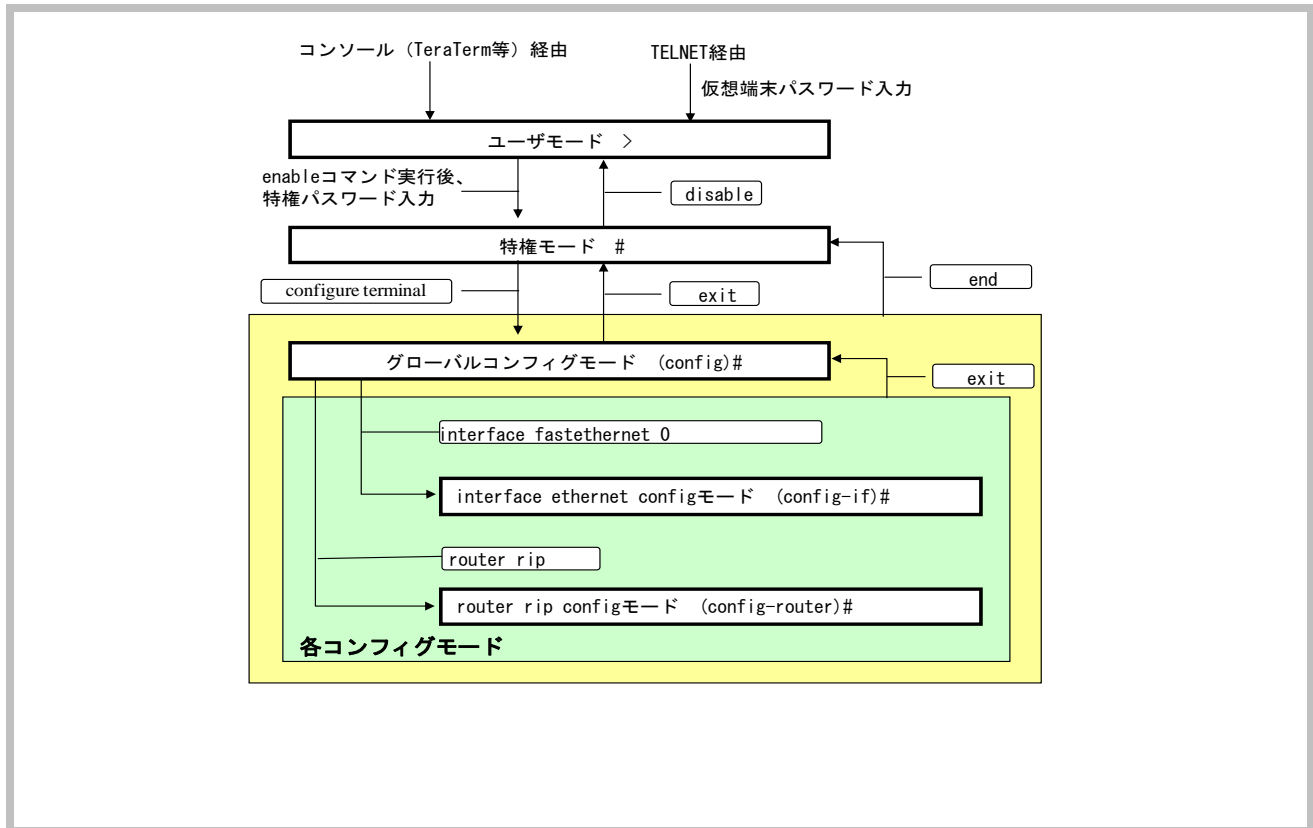 コンソール（TeraTerm等）経由
TELNET経由
仮想端末パスワード入力
ユーザモード　>
enableコマンド実行後、
特権パスワード入力
disable
特権モード　#
configure terminal
exit
end
グローバルコンフィグモード　(config)#
exit
interface fastethernet 0
interface ethernet configモード　(config-if)#
router rip
router rip configモード　(config-router)#
各コンフィグモード